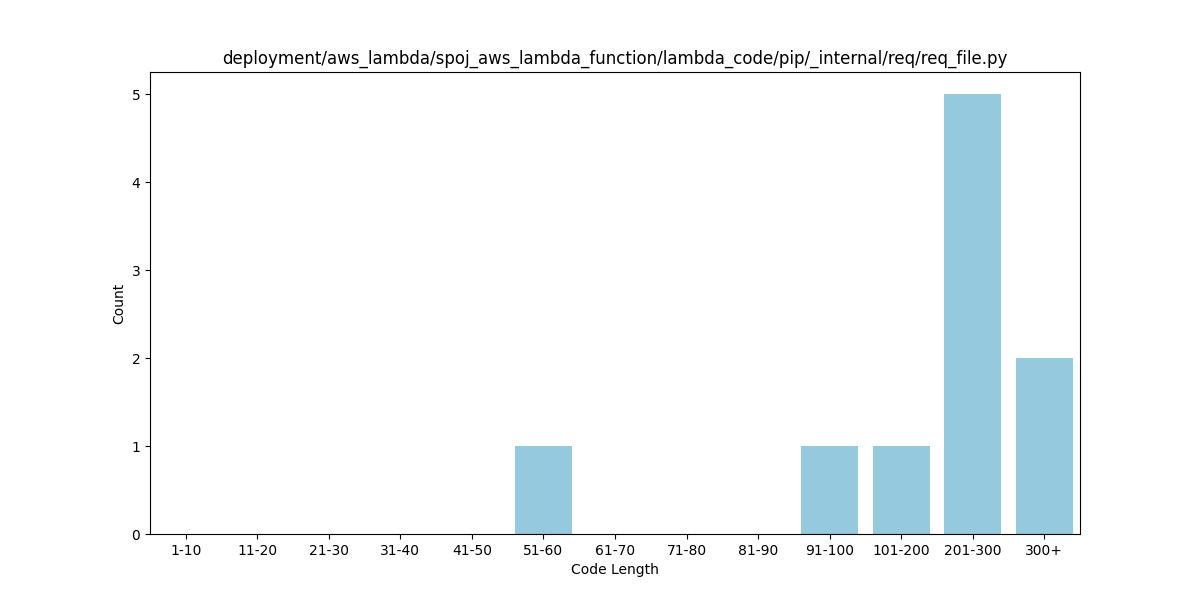 deployment/aws_lambda/spoj_aws_lambda_function/lambda_code/pip/_internal/req/req_file.py
5
4
3
2
1
0
Count
1-10 11-20 21-30 31-40 41-50 51-60 61-70 71-80 81-90 91-100 101-200 201-300 300+
Code Length